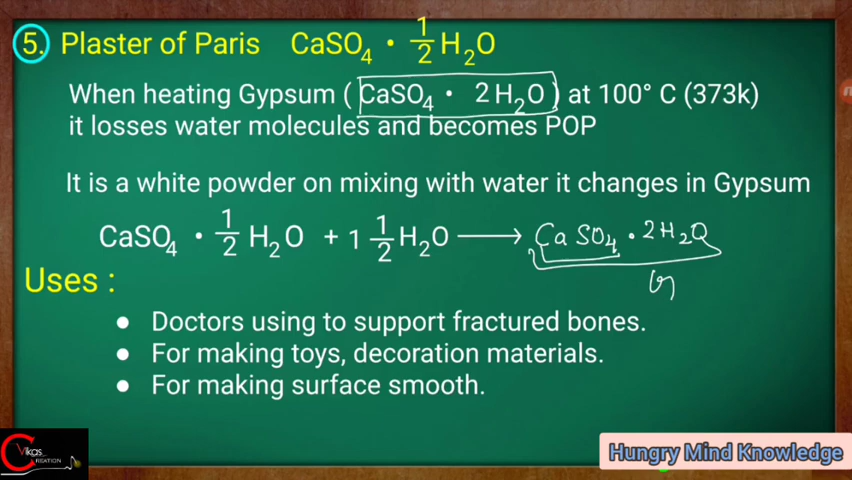 5. Plaster of Paris CaSO₄ · 1/2 H₂O
When heating Gypsum ( CaSO₄ · 2H₂O ) at 100° C (373k)
it losses water molecules and becomes POP
It is a white powder on mixing with water it changes in Gypsum
CaSO₄ · 1/2 H₂O + 1 1/2 H₂O → CaSO₄ · 2H₂O
Uses :
● Doctors using to support fractured bones.
● For making toys, decoration materials.
● For making surface smooth.
Vikas
CREATION
Hungry Mind Knowledge